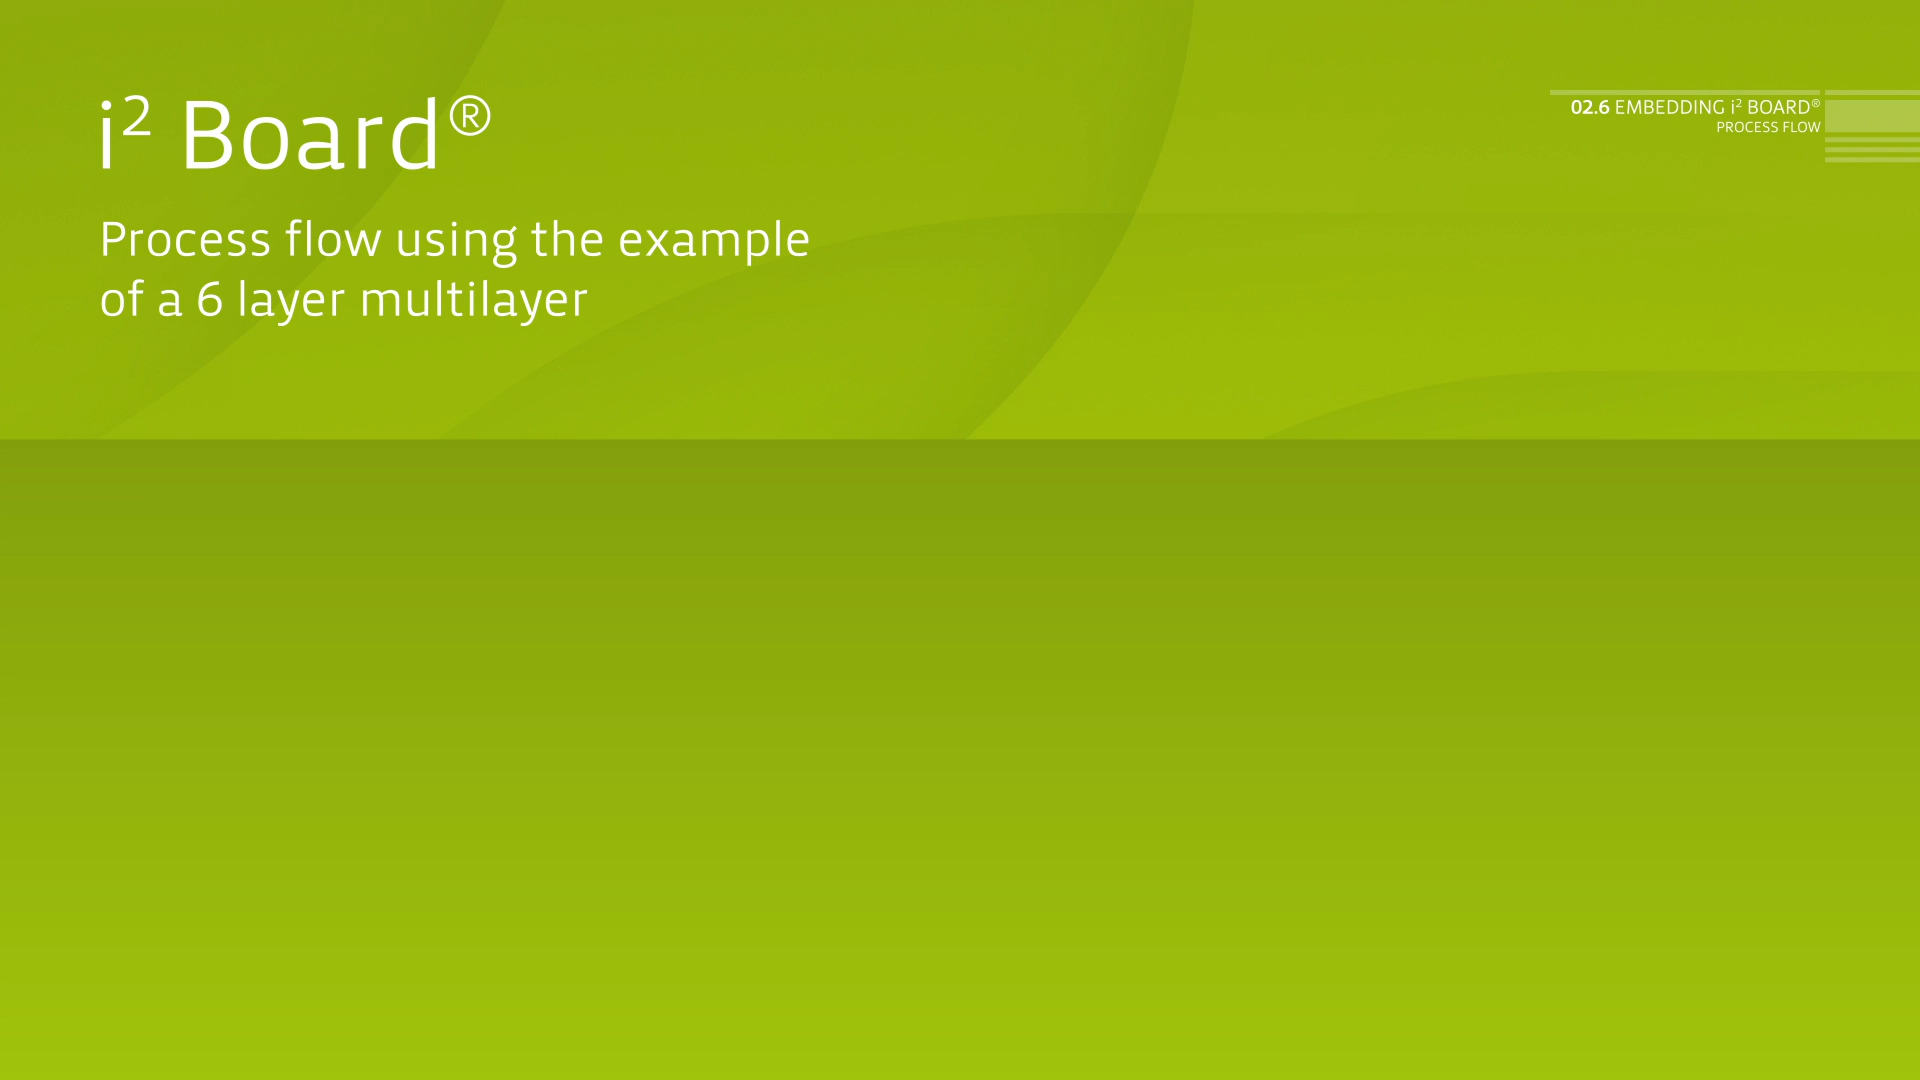 i² Board®
Process flow using the example
of a 6 layer multilayer
02.6 EMBEDDING i² BOARD®
PROCESS FLOW